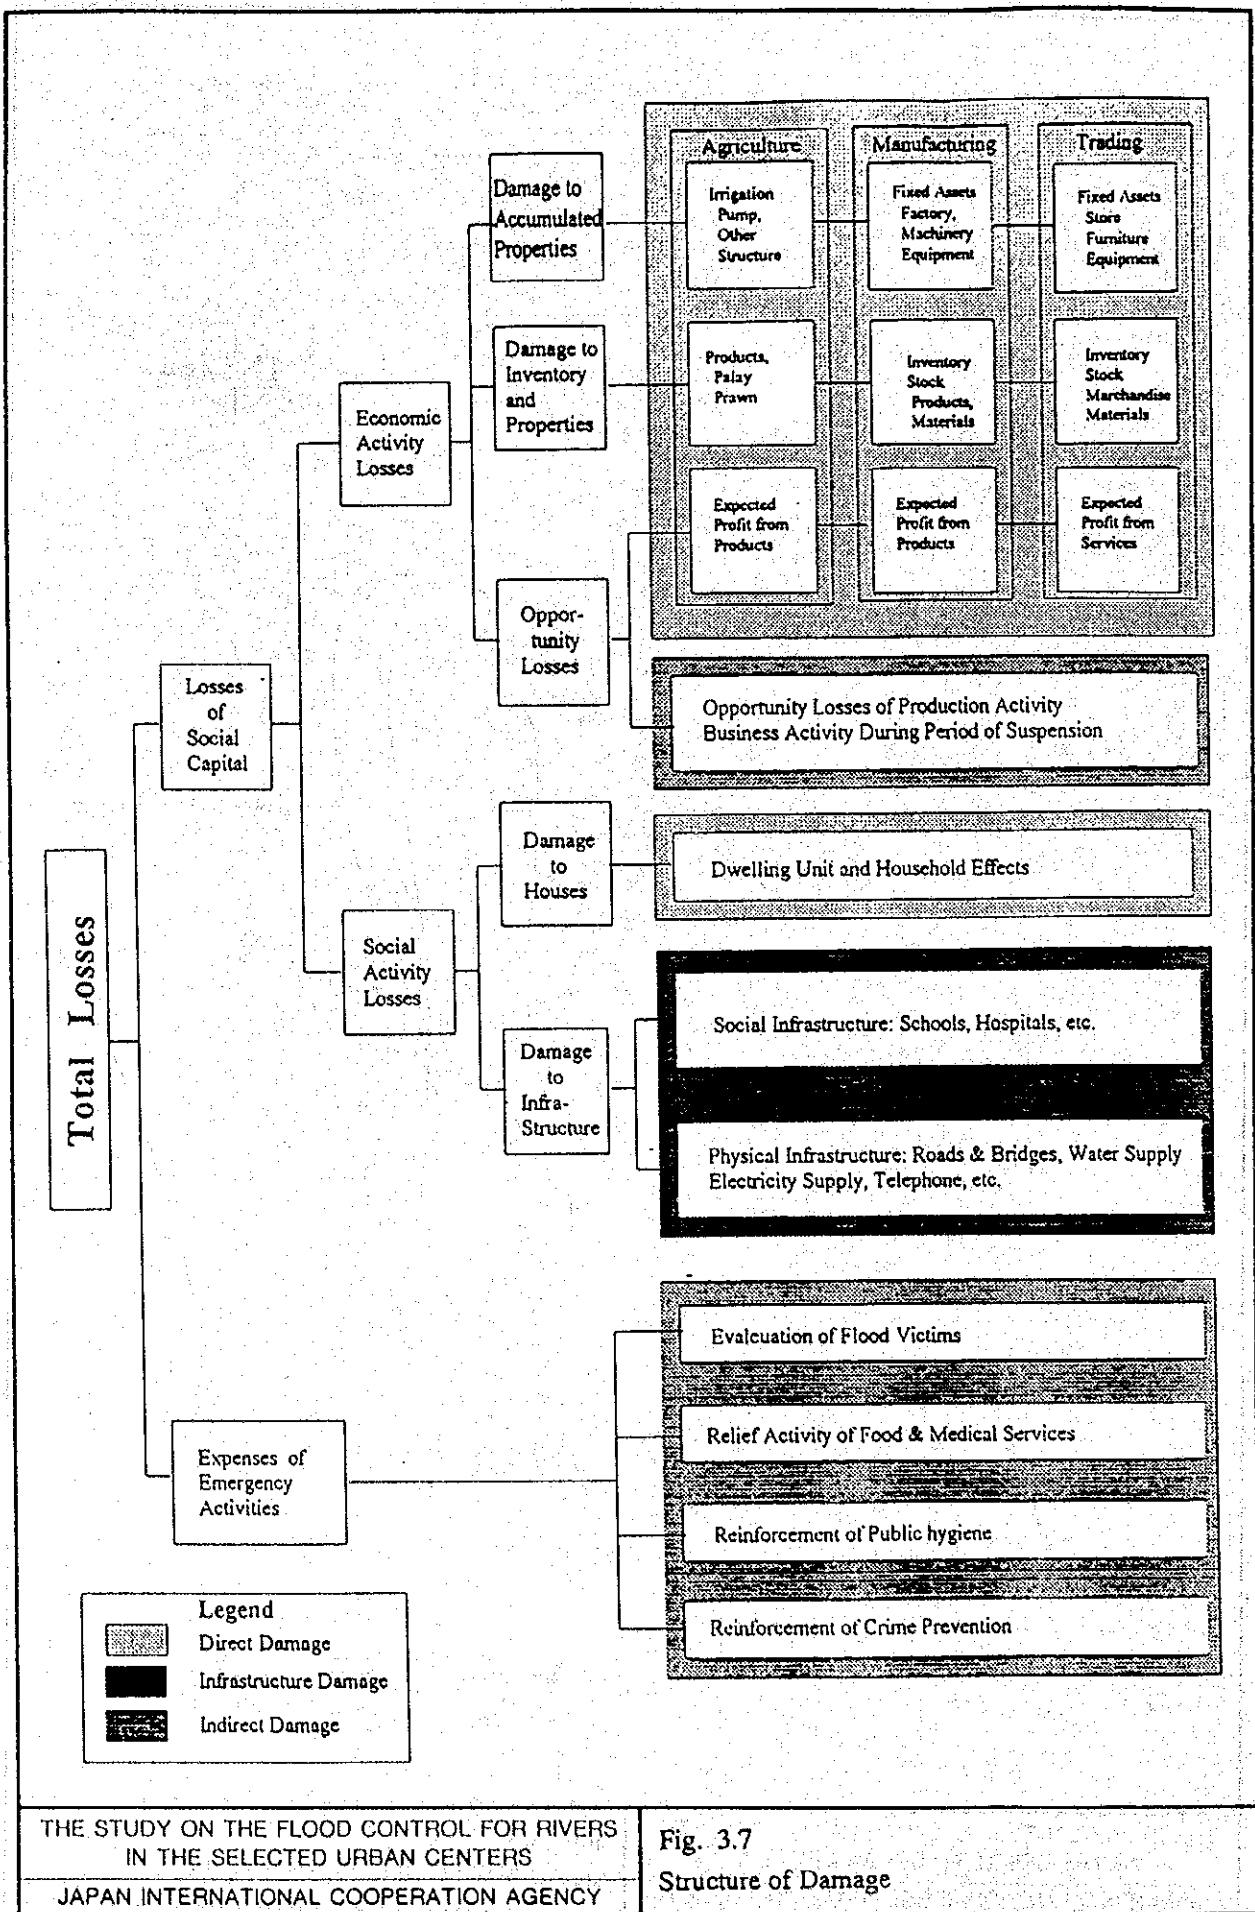 Total Losses
Losses
of
Social
Capital
Expenses of
Emergency
Activities
Economic
Activity
Losses
Social
Activity
Losses
Damage to
Accumulated
Properties
Damage to
Inventory
and
Properties
Oppor-
tunity
Losses
Damage
to
Houses
Damage
to
Infra-
Structure
Agriculture
Irrigation
Pump,
Other
Structure
Products,
Palay
Prawn
Expected
Profit from
Products
Manufacturing
Fixed Assets
Factory,
Machinery
Equipment
Inventory
Stock
Products,
Materials
Expected
Profit from
Products
Trading
Fixed Assets
Store
Furniture
Equipment
Inventory
Stock
Marchandise
Materials
Expected
Profit from
Services
Opportunity Losses of Production Activity
Business Activity During Period of Suspension
Dwelling Unit and Household Effects
Social Infrastructure: Schools, Hospitals, etc.
Physical Infrastructure: Roads & Bridges, Water Supply
Electricity Supply, Telephone, etc.
Evalcuation of Flood Victims
Relief Activity of Food & Medical Services
Reinforcement of Public hygiene
Reinforcement of Crime Prevention
Legend
Direct Damage
Infrastructure Damage
Indirect Damage
THE STUDY ON THE FLOOD CONTROL FOR RIVERS
IN THE SELECTED URBAN CENTERS
JAPAN INTERNATIONAL COOPERATION AGENCY
Fig. 3.7
Structure of Damage